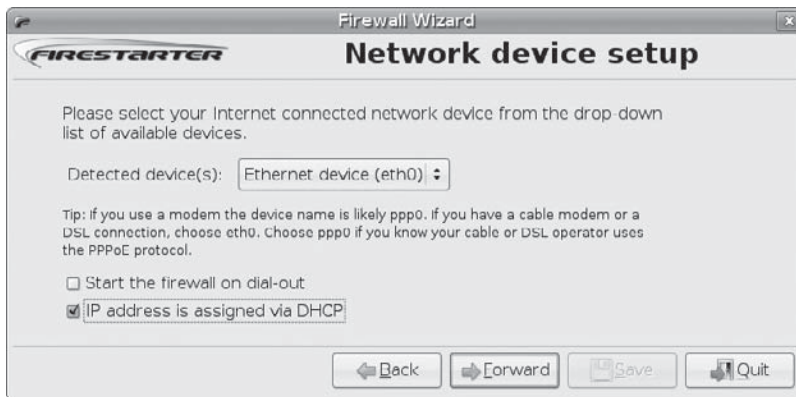 Firewall Wizard
FIRESTARTER
Network device setup
Please select your Internet connected network device from the drop-down
list of available devices.
Detected device(s): Ethernet device (eth0)
Tip: If you use a modem the device name is likely ppp0. If you have a cable modem or a
DSL connection, choose eth0. Choose ppp0 if you know your cable or DSL operator uses
the PPPoE protocol.
Start the firewall on dial-out
IP address is assigned via DHCP
Back Forward Save Quit